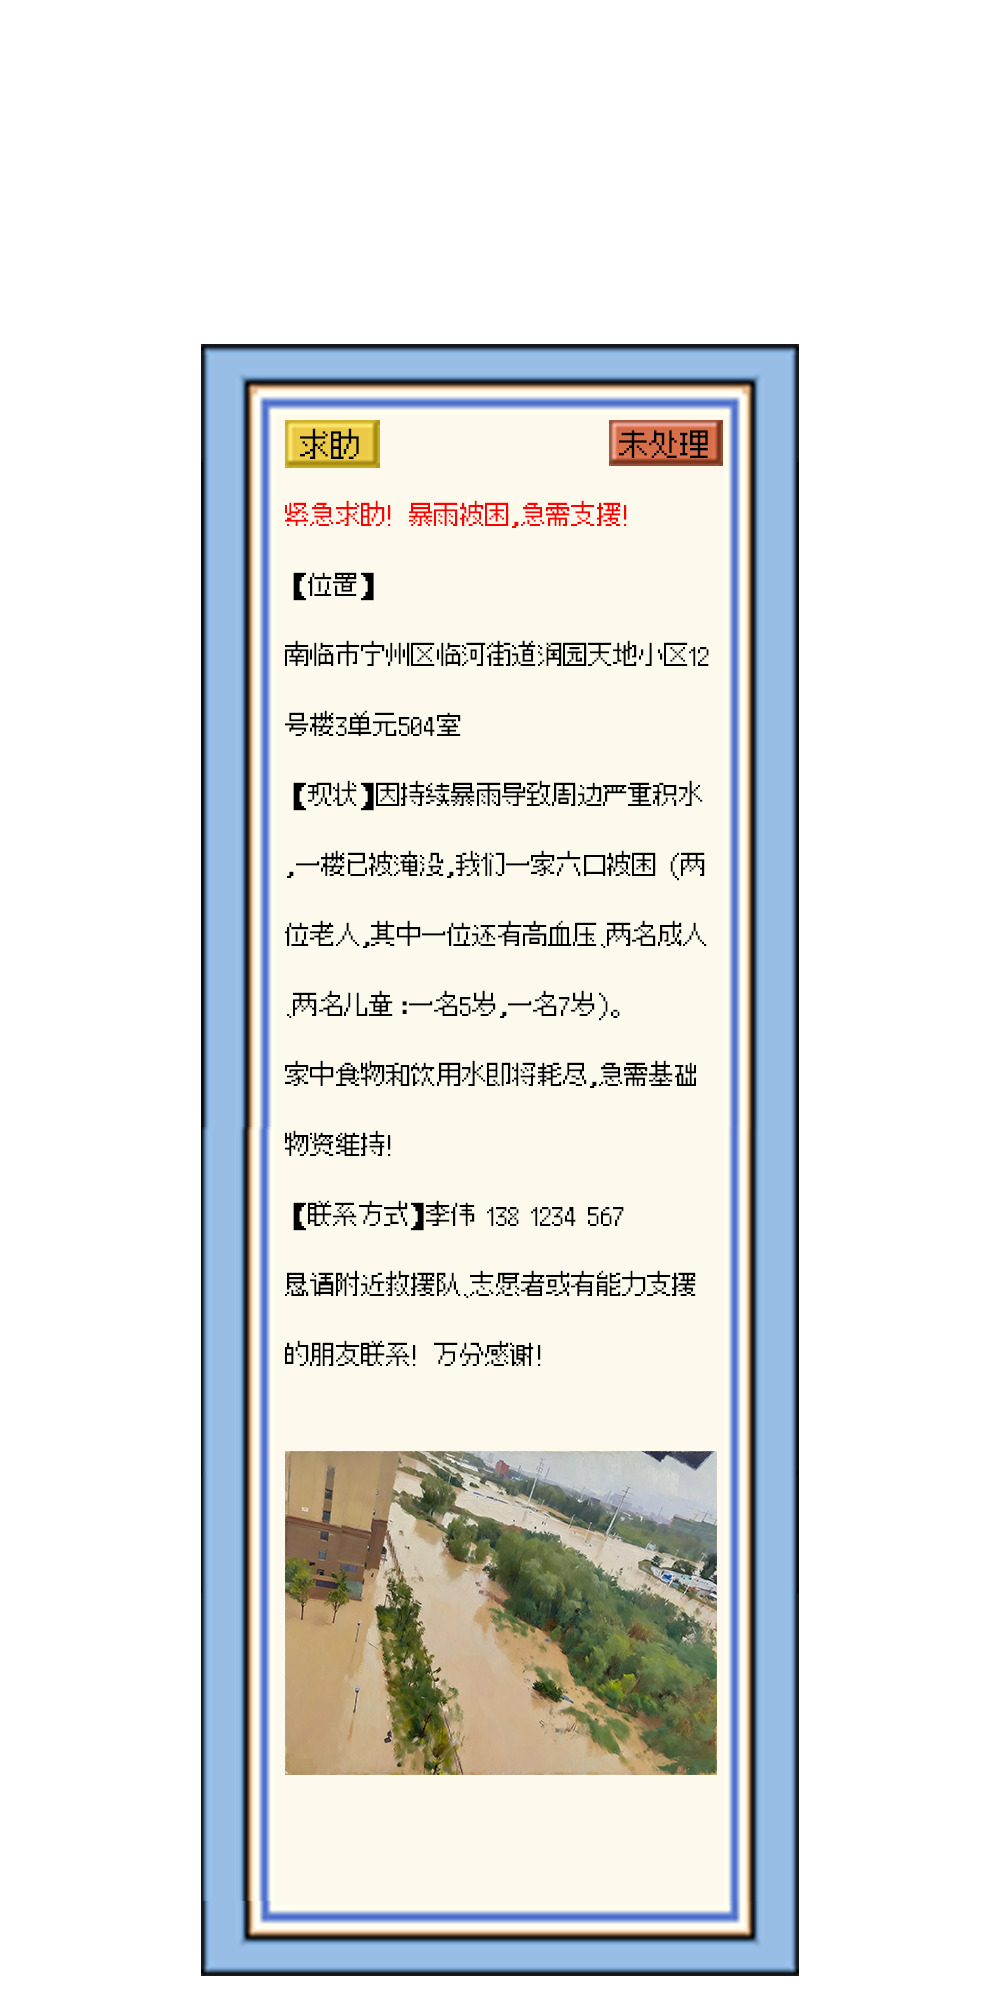 求助
未处理
紧急求助! 暴雨被困,急需支援!
【位置】
南临市宁州区临河街道润园天地小区12
号楼3单元504室
【现状】因持续暴雨导致周边严重积水
,一楼已被淹没,我们一家六口被困 (两
位老人,其中一位还有高血压、两名成人
、两名儿童:一名5岁,一名7岁)。
家中食物和饮用水即将耗尽,急需基础
物资维持!
【联系方式】李伟 138 1234 567
恳请附近救援队、志愿者或有能力支援
的朋友联系! 万分感谢!